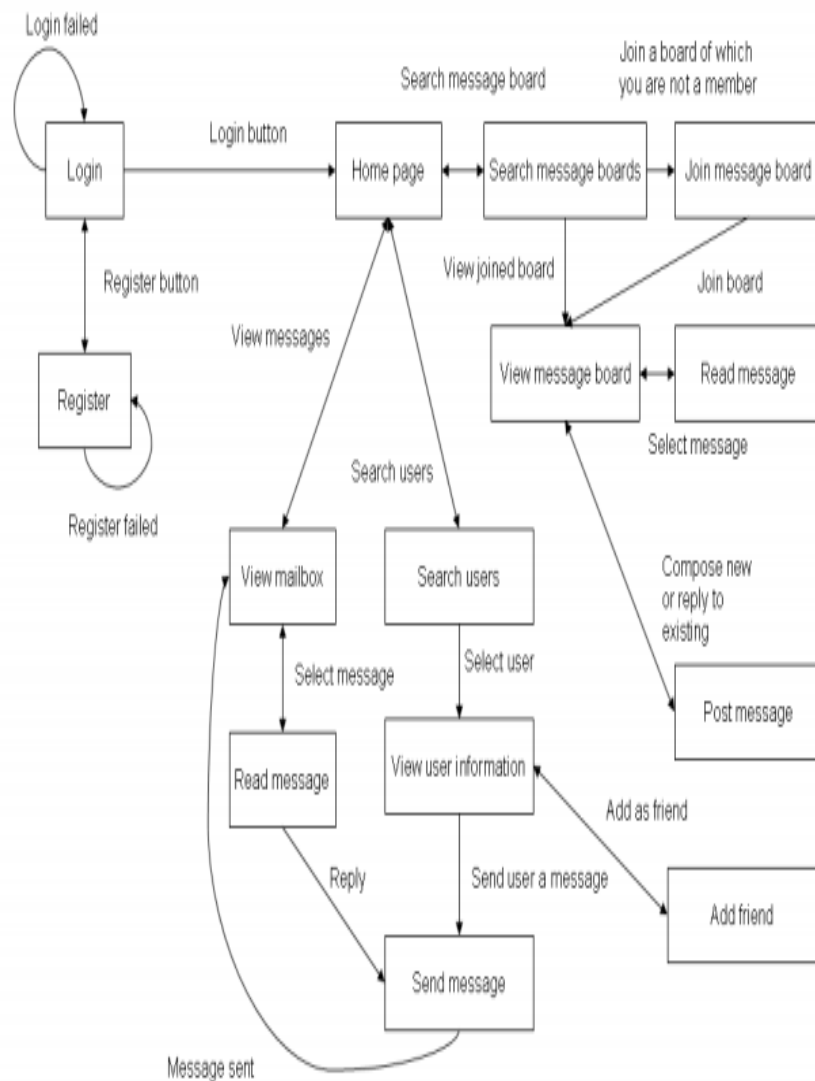 Login failed
Join a board of which
you are not a member
Search message board
Login button
Login
Home page
Search message boards
Join message board
Register button
View joined board
Join board
View messages
View message board
Read message
Register
Select message
Search users
Register failed
View mailbox
Search users
Compose new
or reply to
existing
Select message
Select user
Post message
Read message
View user information
Add as friend
Reply
Send user a message
Add friend
Send message
Message sent